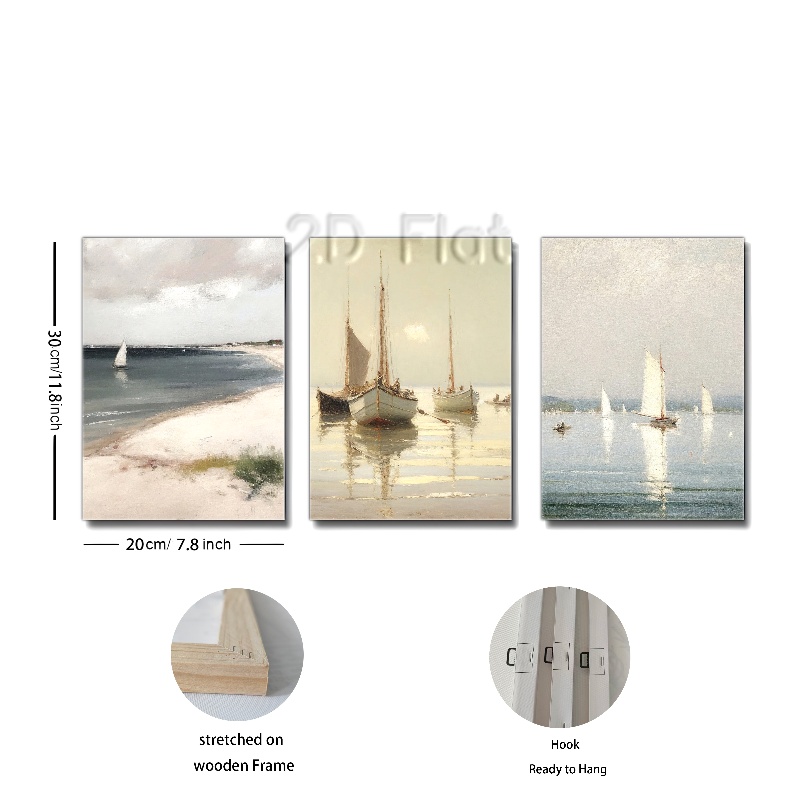 2D Flat
30cm/11.8inch
20cm/ 7.8 inch
stretched on
wooden Frame
Hook
Ready to Hang